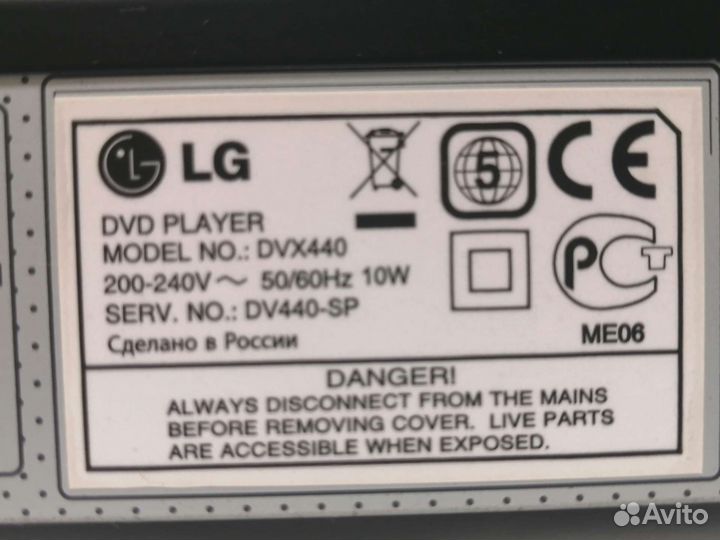 LG
5
CE
DVD PLAYER
MODEL NO.: DVX440
200-240V～ 50/60Hz 10W
SERV. NO.: DV440-SP
Сделано в России
РСТ
ME06
DANGER!
ALWAYS DISCONNECT FROM THE MAINS
BEFORE REMOVING COVER. LIVE PARTS
ARE ACCESSIBLE WHEN EXPOSED.
Avito